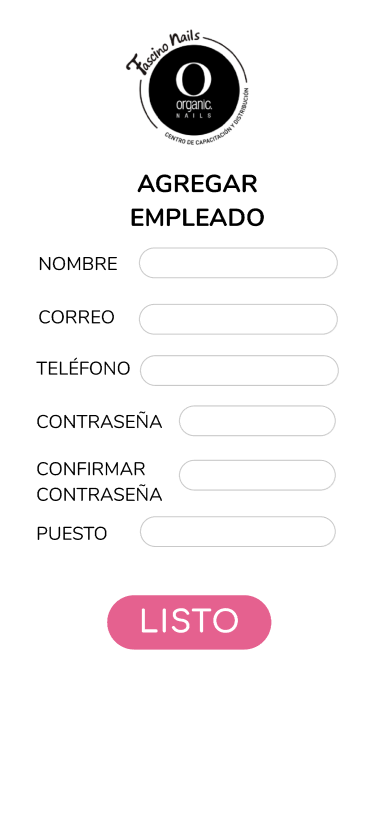 Fascino Nails
O
organic.
NAILS
CENTRO DE CAPACITACIÓN Y DISTRIBUCIÓN
AGREGAR
EMPLEADO
NOMBRE
CORREO
TELÉFONO
CONTRASEÑA
CONFIRMAR
CONTRASEÑA
PUESTO
LISTO